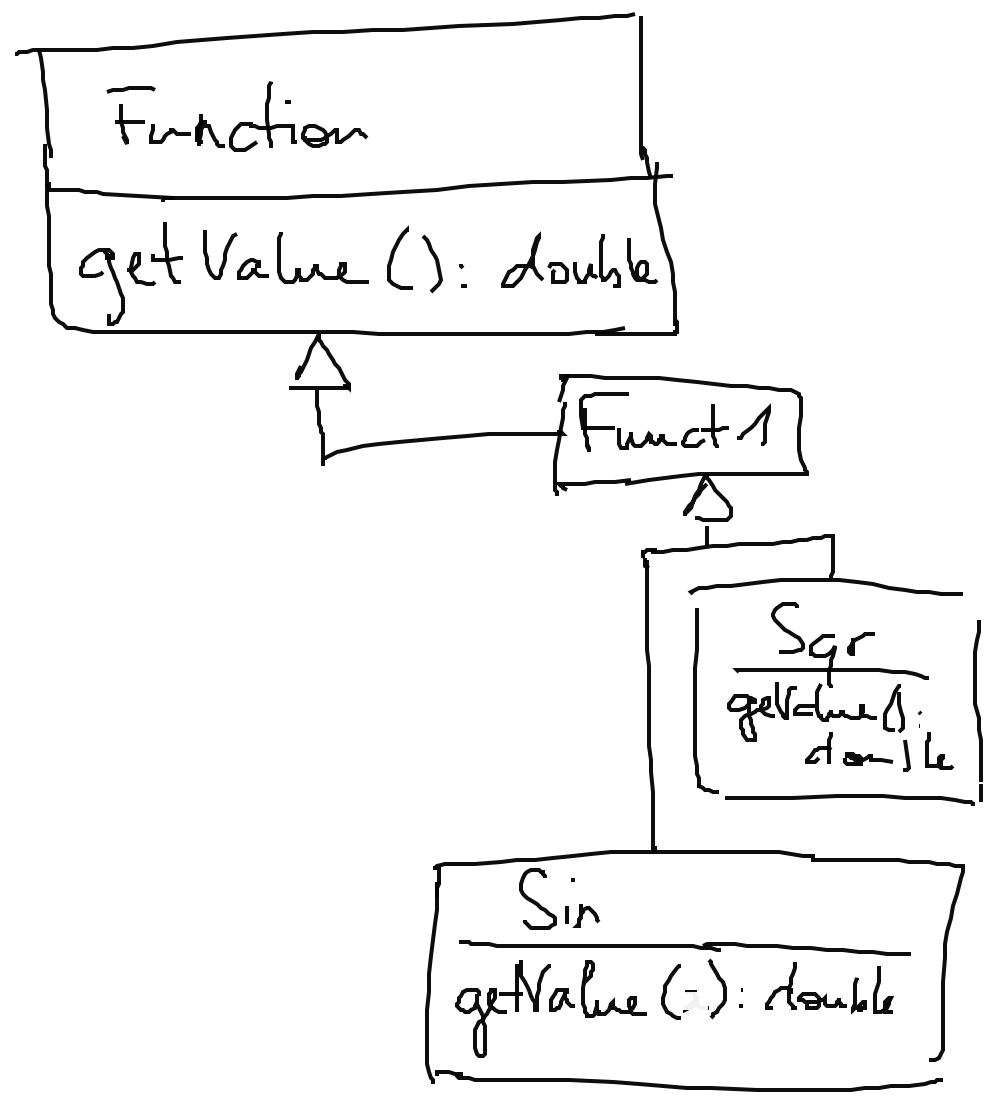 Function
getValue(): double
Funct1
Sqr
getValue():
double
Sin
getValue(): double